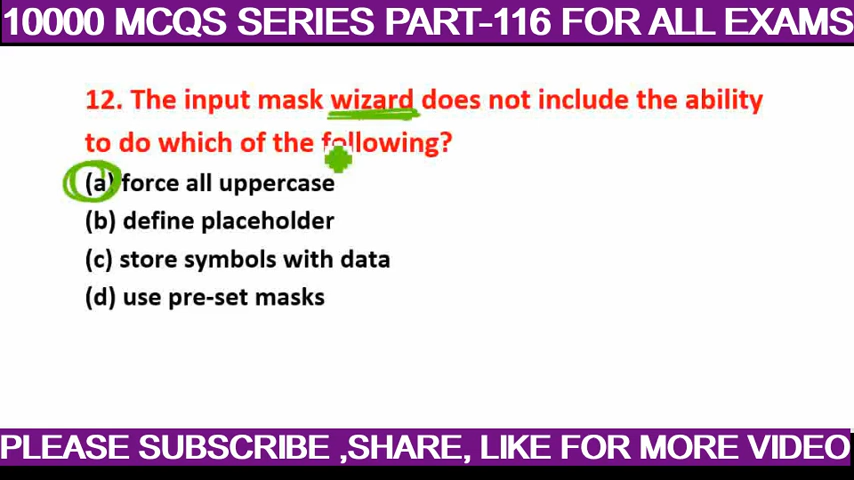 10000 MCQS SERIES PART-116 FOR ALL EXAMS
12. The input mask wizard does not include the ability
to do which of the following?
(a) force all uppercase
(b) define placeholder
(c) store symbols with data
(d) use pre-set masks
PLEASE SUBSCRIBE ,SHARE, LIKE FOR MORE VIDEO